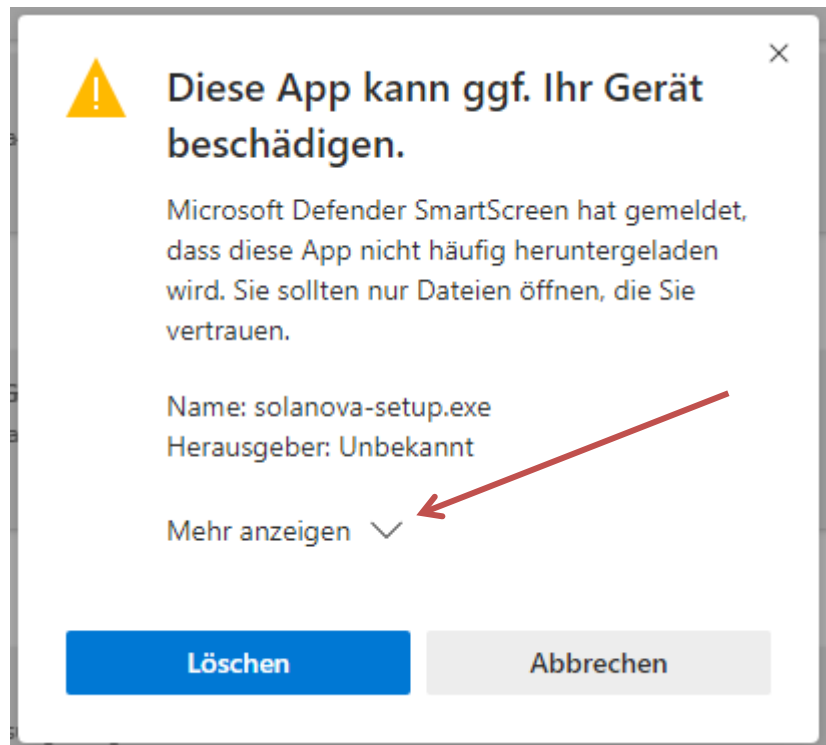 Diese App kann ggf. Ihr Gerät
beschädigen.
Microsoft Defender SmartScreen hat gemeldet,
dass diese App nicht häufig heruntergeladen
wird. Sie sollten nur Dateien öffnen, die Sie
vertrauen.
Name: solanova-setup.exe
Herausgeber: Unbekannt
Mehr anzeigen
Löschen
Abbrechen